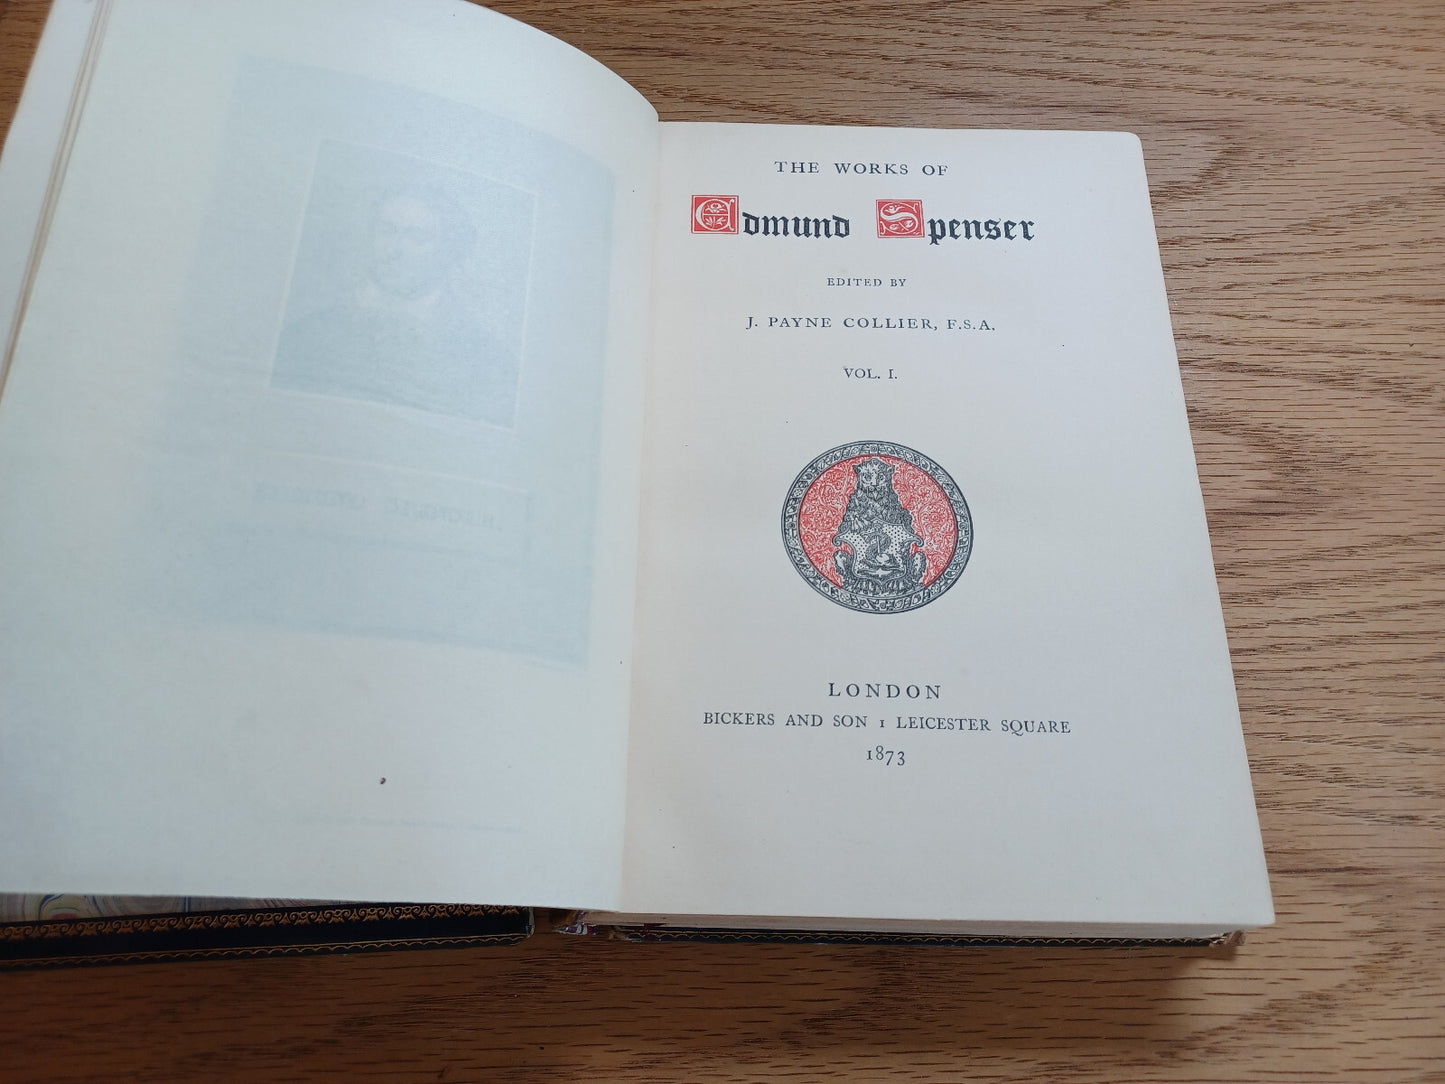 THE WORKS OF
Edmund Spenser
EDITED BY
J. PAYNE COLLIER, F.S.A.
VOL. I.
LONDON
BICKERS AND SON 1 LEICESTER SQUARE
1873